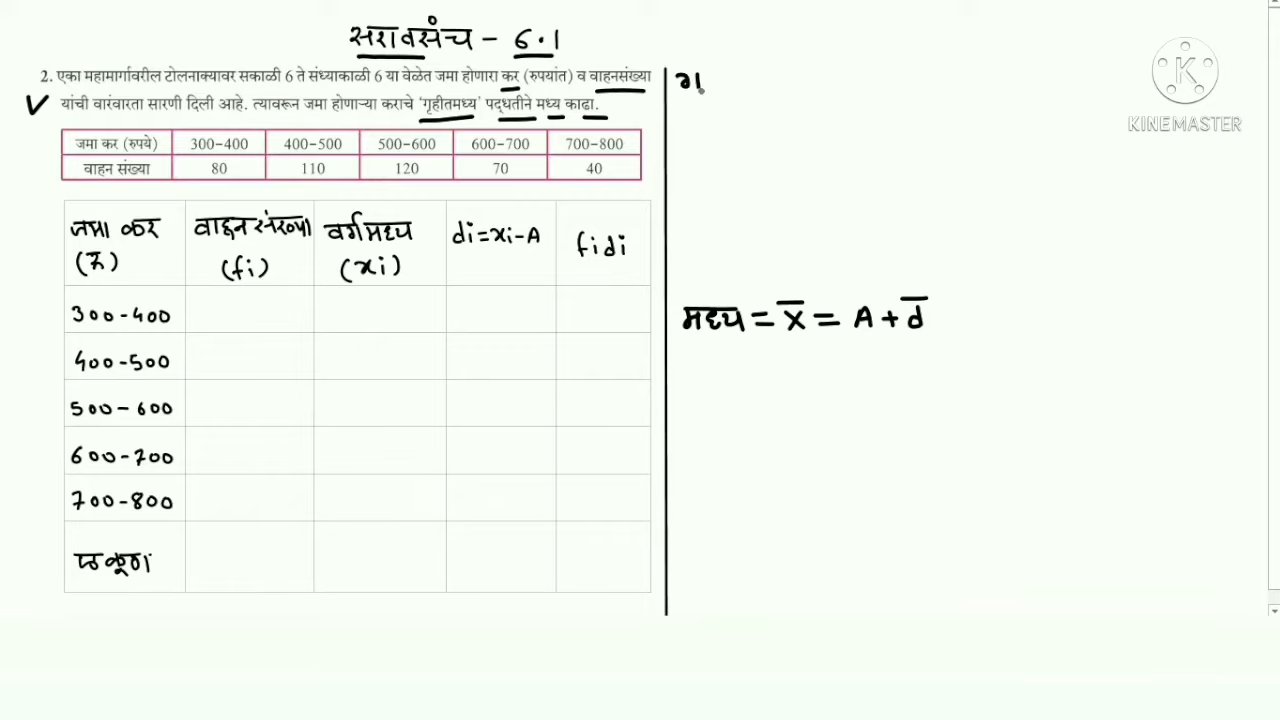 सरावसंच - 6.1
2. एका महामार्गावरील टोलनाक्यावर सकाळी 6 ते संध्याकाळी 6 या वेळेत जमा होणारा कर (रुपयांत) व वाहनसंख्या
यांची वारंवारता सारणी दिली आहे. त्यावरून जमा होणाऱ्या कराचे 'गृहीतमध्य' पद्धतीने मध्य काढा.
जमा कर (रुपये) 300-400 400-500 500-600 600-700 700-800
वाहन संख्या 80 110 120 70 40
जमा कर (₹) वाहनसंख्या (fi) वर्गमध्य (xi) di=xi-A fidi
300-400
400-500
500-600
600-700
700-800
एकूण
ग
मध्य = X̅ = A + d̅
KINEMASTER